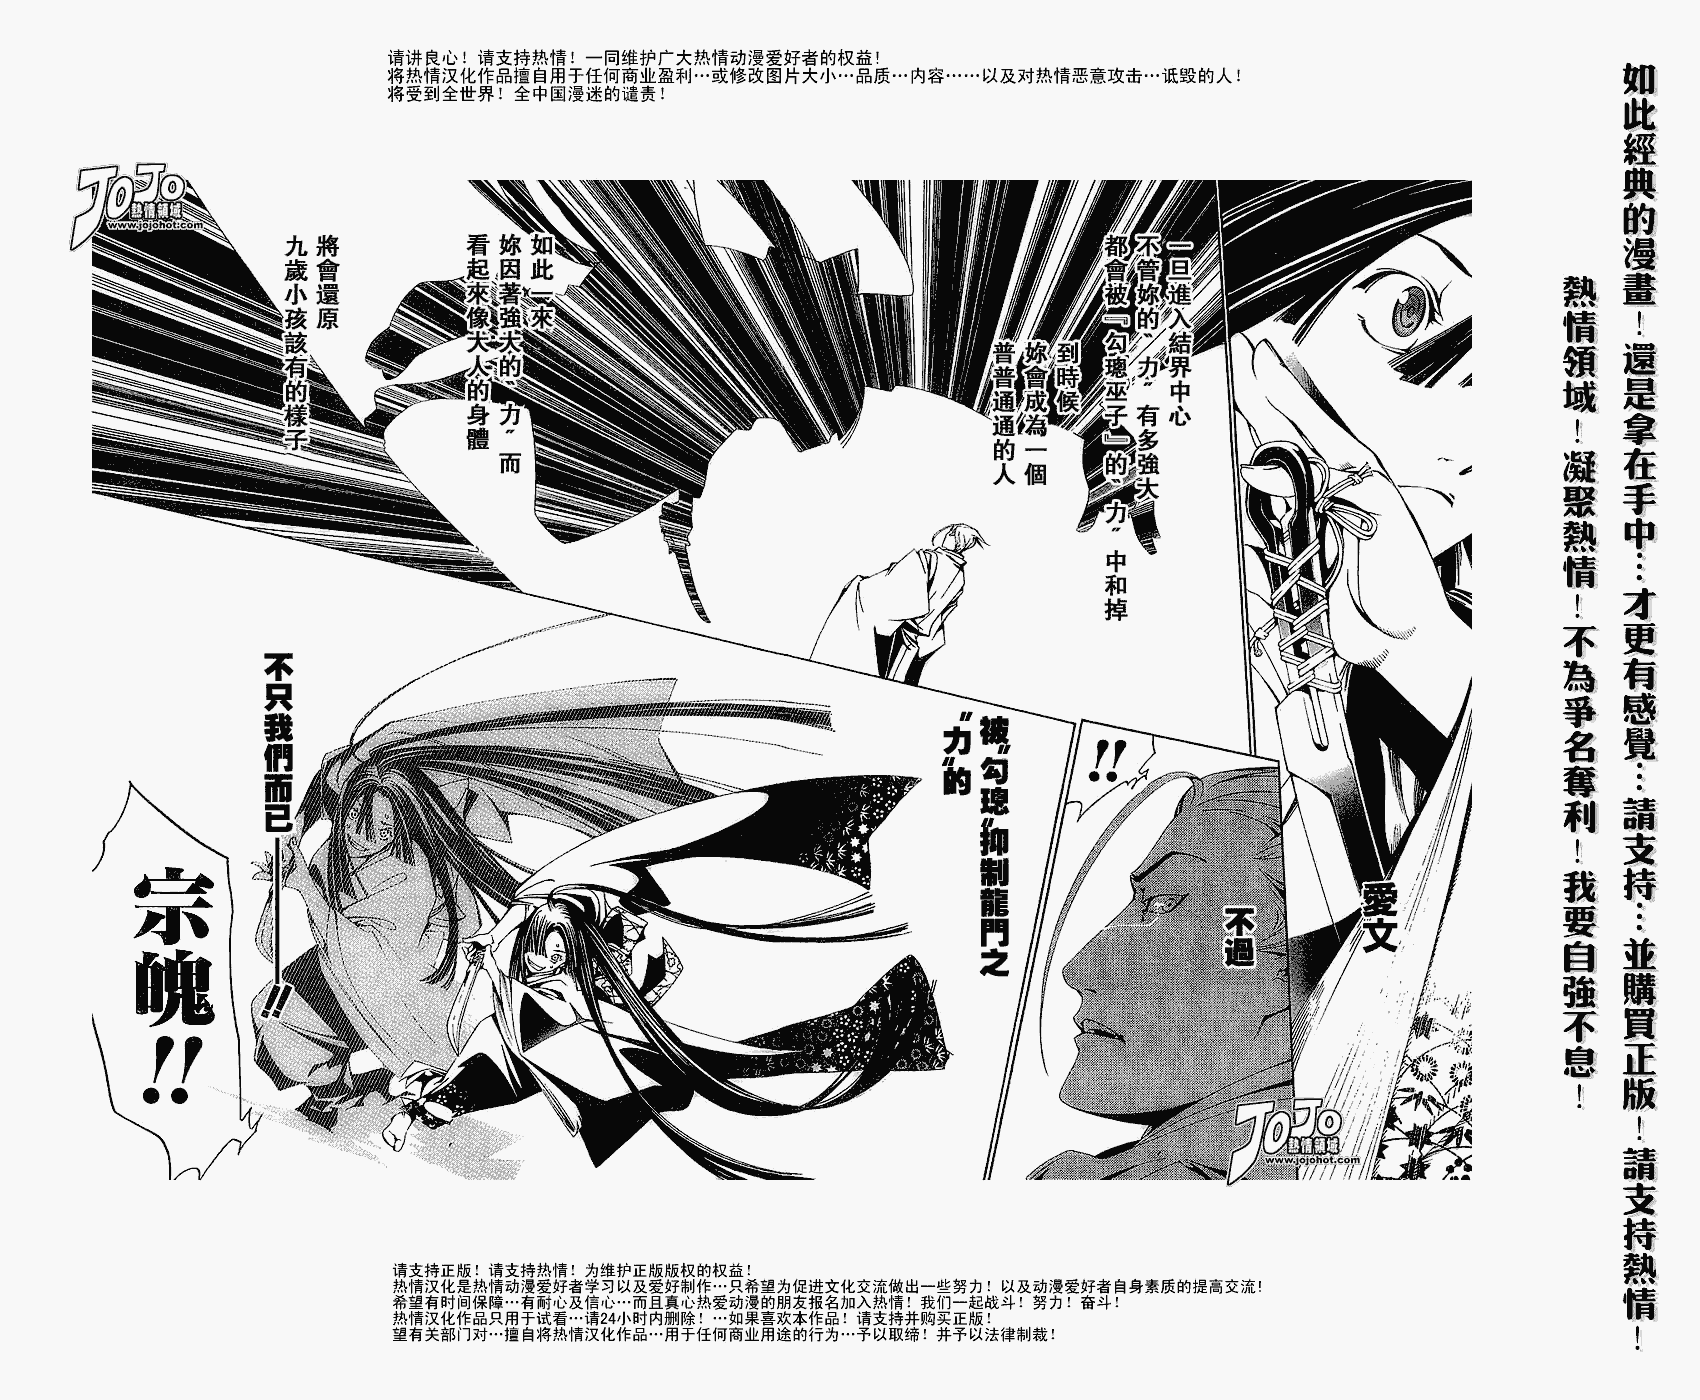 请讲良心！请支持热情！一同维护广大热情动漫爱好者的权益！
将热情汉化作品擅自用于任何商业盈利…或修改图片大小…品质…内容……以及对热情恶意攻击…诋毁的人！
将受到全世界！全中国漫迷的谴责！
如此經典的漫畫！還是拿在手中…才更有感覺…請支持…並購買正版！請支持熱情！
熱情領域！凝聚熱情！不為爭名奪利！我要自強不息！
JOJO
熱情領域
www.jojohot.com
一旦進入結界中心
不管妳的〝力〞有多強大
都會被『勾璁巫子』的〝力〞中和掉
到時候
妳會成為一個
普普通通的人
如此一來
妳因著強大的〝力〞而
看起來像大人的身體
將會還原
九歲小孩該有的樣子
愛文
不過
!!
被〝勾璁〞抑制龍門之
〝力〞的
不只我們而已——!!
宗魄!!
JOJO
熱情領域
www.jojohot.com
请支持正版！请支持热情！为维护正版版权的权益！
热情汉化是热情动漫爱好者学习以及爱好制作…只希望为促进文化交流做出一些努力！以及动漫爱好者自身素质的提高交流！
希望有时间保障…有耐心及信心…而且真心热爱动漫的朋友报名加入热情！我们一起战斗！努力！奋斗！
热情汉化作品只用于试看…请24小时内删除！…如果喜欢本作品！请支持并购买正版！
望有关部门对…擅自将热情汉化作品…用于任何商业用途的行为…予以取缔！并予以法律制裁！